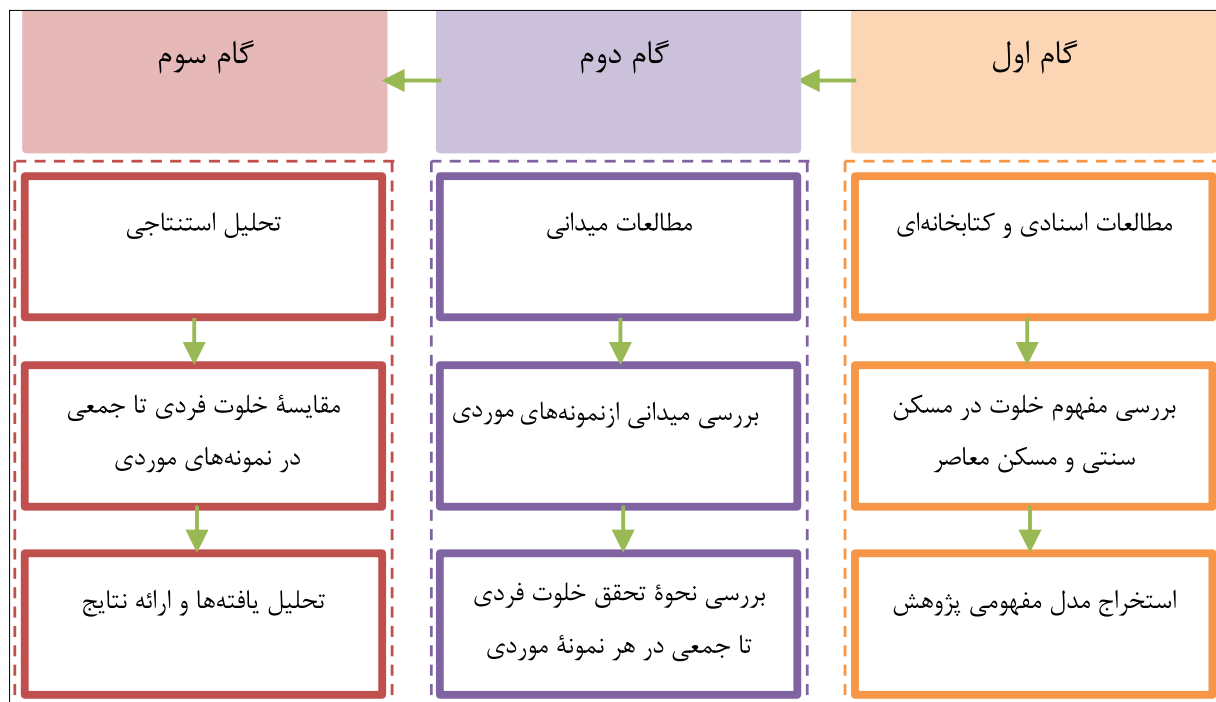 گام اول
مطالعات اسنادی و کتابخانه‌ای
بررسی مفهوم خلوت در مسکن
سنتی و مسکن معاصر
استخراج مدل مفهومی پژوهش
گام دوم
مطالعات میدانی
بررسی میدانی ازنمونه‌های موردی
بررسی نحوۀ تحقق خلوت فردی
تا جمعی در هر نمونۀ موردی
گام سوم
تحلیل استنتاجی
مقایسۀ خلوت فردی تا جمعی
در نمونه‌های موردی
تحلیل یافته‌ها و ارائه نتایج